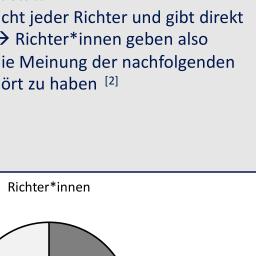 cht jeder Richter und gibt direkt
→ Richter*innen geben also
ie Meinung der nachfolgenden
ört zu haben [2]
Richter*innen